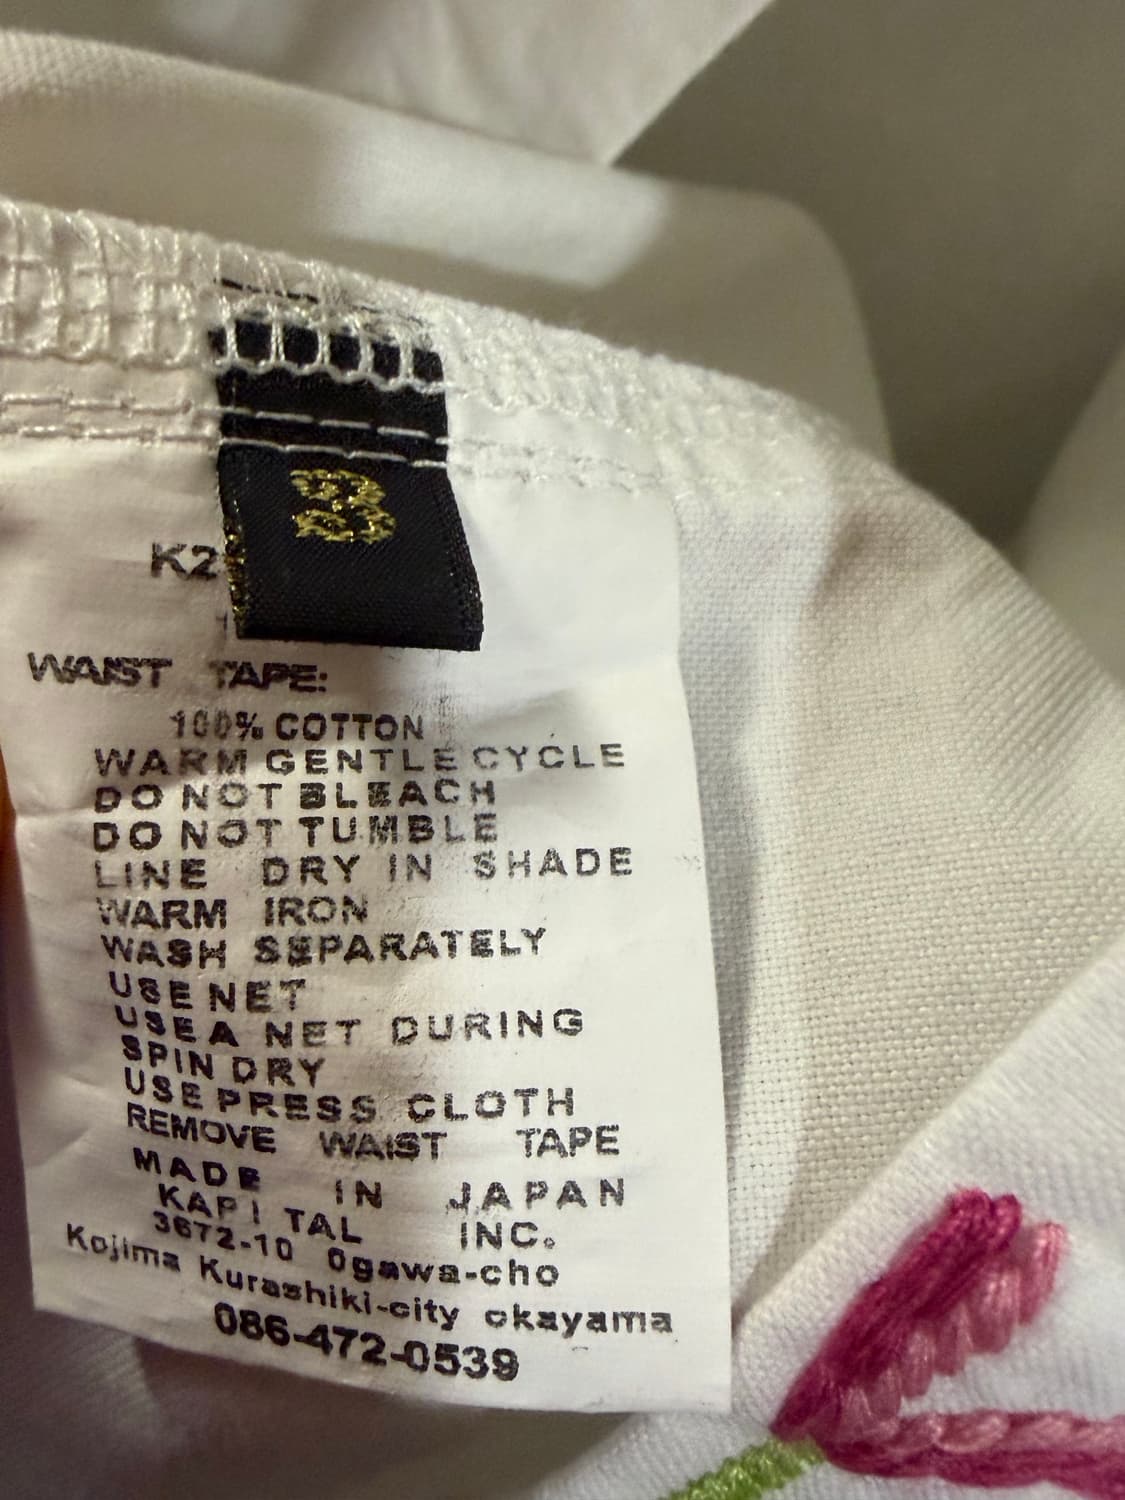 3
K2
WAIST TAPE:
100% COTTON
WARM GENTLE CYCLE
DO NOT BLEACH
DO NOT TUMBLE
LINE DRY IN SHADE
WARM IRON
WASH SEPARATELY
USE NET
USE A NET DURING
SPIN DRY
USE PRESS CLOTH
REMOVE WAIST TAPE
MADE IN JAPAN
KAPITAL INC.
3672-10 Ogawa-cho
Kojima Kurashiki-city okayama
086-472-0539